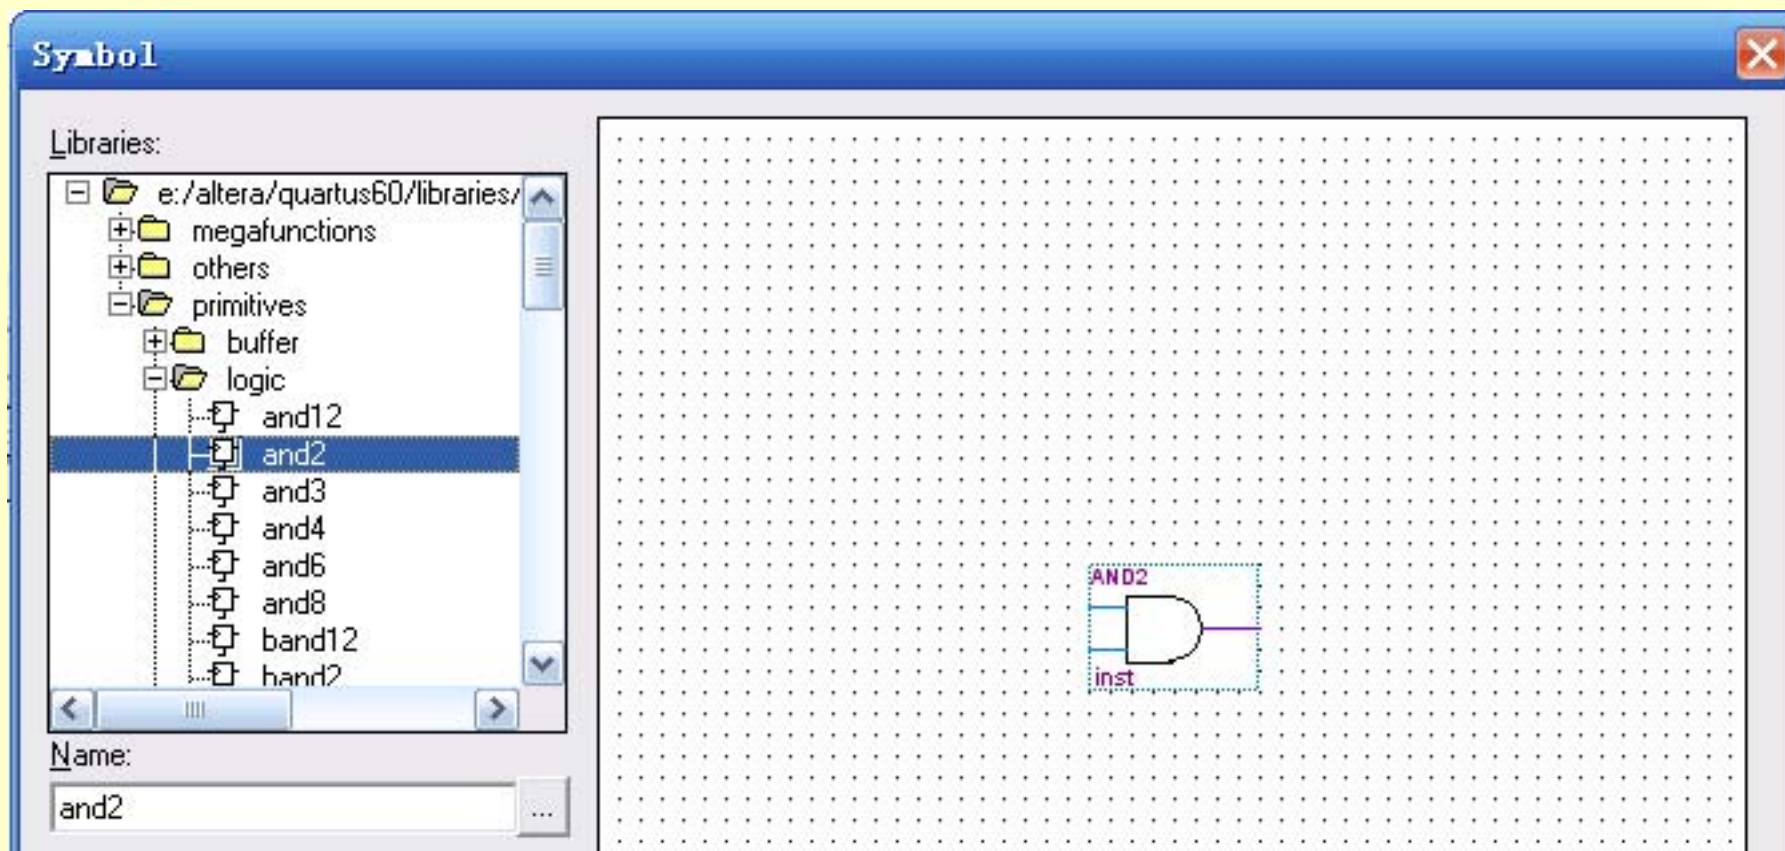 Symbol
Libraries:
e:/altera/quartus60/libraries/
megafunctions
others
primitives
buffer
logic
and12
and2
and3
and4
and6
and8
band12
band2
Name:
and2
...
AND2
inst